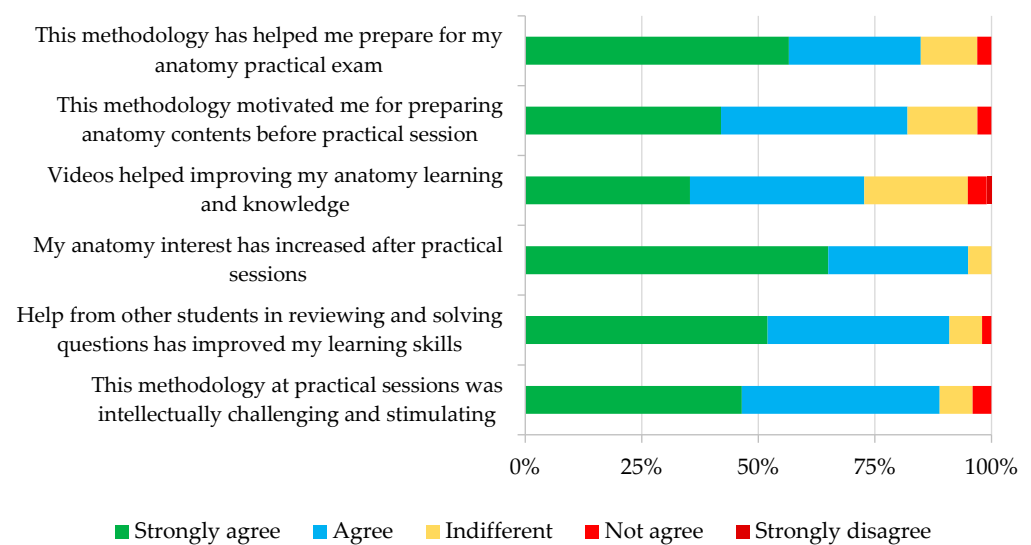 This methodology has helped me prepare for my
anatomy practical exam
This methodology motivated me for preparing
anatomy contents before practical session
Videos helped improving my anatomy learning
and knowledge
My anatomy interest has increased after practical
sessions
Help from other students in reviewing and solving
questions has improved my learning skills
This methodology at practical sessions was
intellectually challenging and stimulating
0% 25% 50% 75% 100%
Strongly agree Agree Indifferent Not agree Strongly disagree